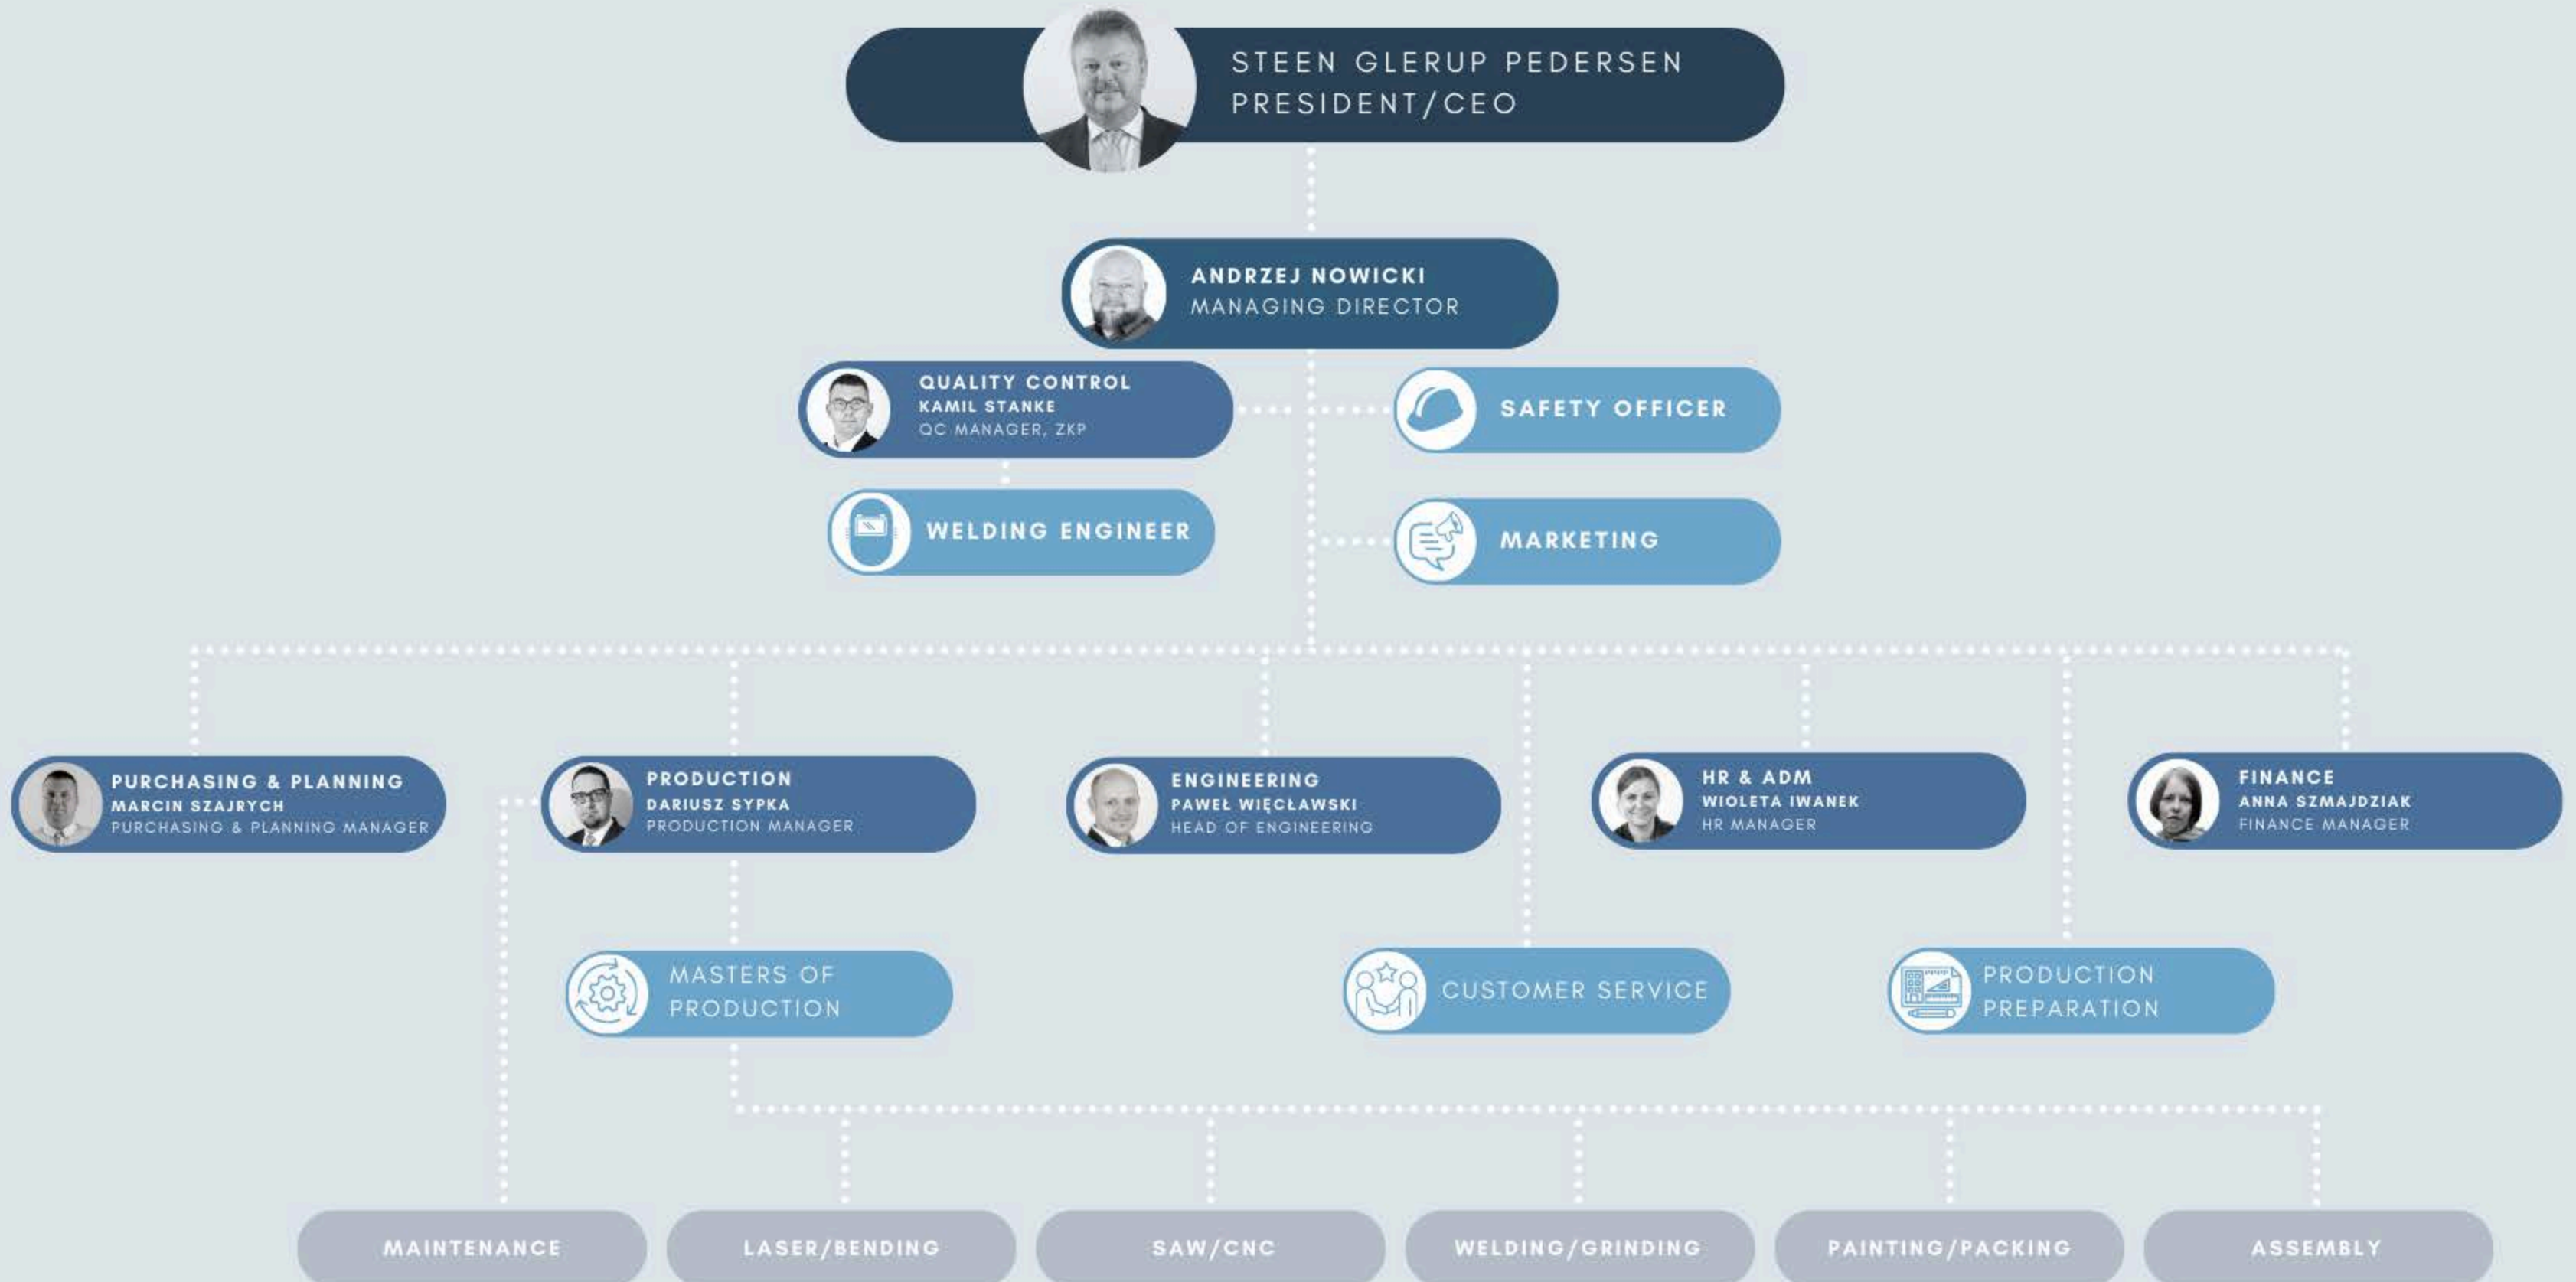 STEEN GLERUP PEDERSEN
PRESIDENT/CEO
ANDRZEJ NOWICKI
MANAGING DIRECTOR
QUALITY CONTROL
KAMIL STANKE
QC MANAGER, ZKP
SAFETY OFFICER
WELDING ENGINEER
MARKETING
PURCHASING & PLANNING
MARCIN SZAJRYCH
PURCHASING & PLANNING MANAGER
PRODUCTION
DARIUSZ SYPKA
PRODUCTION MANAGER
ENGINEERING
PAWEŁ WIĘCŁAWSKI
HEAD OF ENGINEERING
HR & ADM
WIOLETA IWANEK
HR MANAGER
FINANCE
ANNA SZMAJDZIAK
FINANCE MANAGER
MASTERS OF
PRODUCTION
CUSTOMER SERVICE
PRODUCTION
PREPARATION
MAINTENANCE
LASER/BENDING
SAW/CNC
WELDING/GRINDING
PAINTING/PACKING
ASSEMBLY